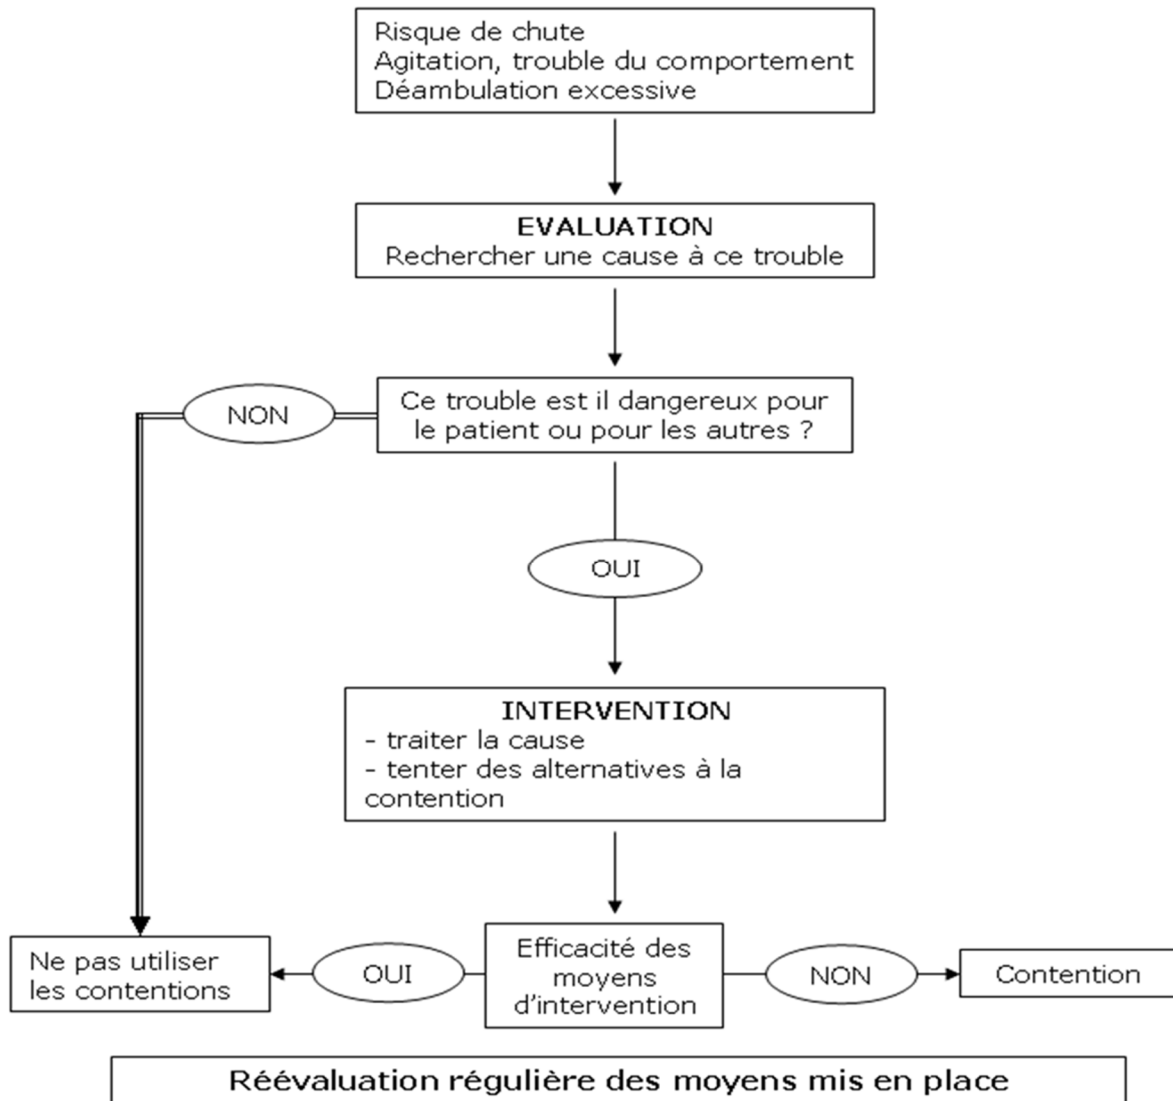 Risque de chute
Agitation, trouble du comportement
Déambulation excessive
EVALUATION
Rechercher une cause à ce trouble
NON
Ce trouble est il dangereux pour
le patient ou pour les autres ?
OUI
INTERVENTION
- traiter la cause
- tenter des alternatives à la
contention
Ne pas utiliser
les contentions
OUI
Efficacité des
moyens
d'intervention
NON
Contention
Réévaluation régulière des moyens mis en place